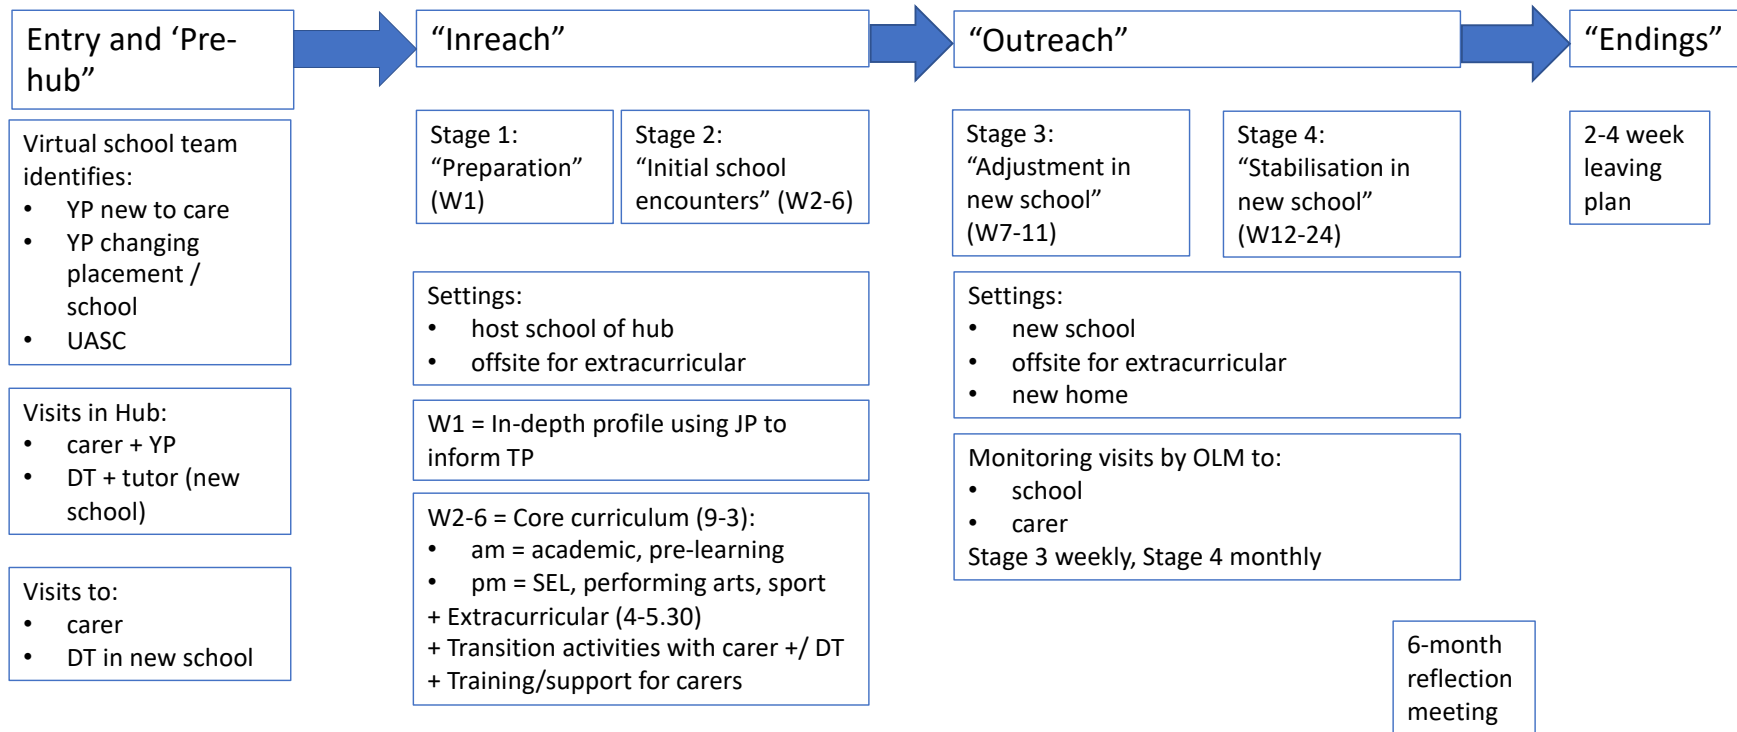 Entry and ‘Pre-
hub”
“Inreach”
“Outreach”
“Endings”
Virtual school team
identifies:
• YP new to care
• YP changing
placement /
school
• UASC
Visits in Hub:
• carer + YP
• DT + tutor (new
school)
Visits to:
• carer
• DT in new school
Stage 1:
“Preparation”
(W1)
Stage 2:
“Initial school
encounters” (W2-6)
Settings:
• host school of hub
• offsite for extracurricular
W1 = In-depth profile using JP to
inform TP
W2-6 = Core curriculum (9-3):
• am = academic, pre-learning
• pm = SEL, performing arts, sport
+ Extracurricular (4-5.30)
+ Transition activities with carer +/ DT
+ Training/support for carers
Stage 3:
“Adjustment in
new school”
(W7-11)
Stage 4:
“Stabilisation in
new school”
(W12-24)
Settings:
• new school
• offsite for extracurricular
• new home
Monitoring visits by OLM to:
• school
• carer
Stage 3 weekly, Stage 4 monthly
6-month
reflection
meeting
2-4 week
leaving
plan